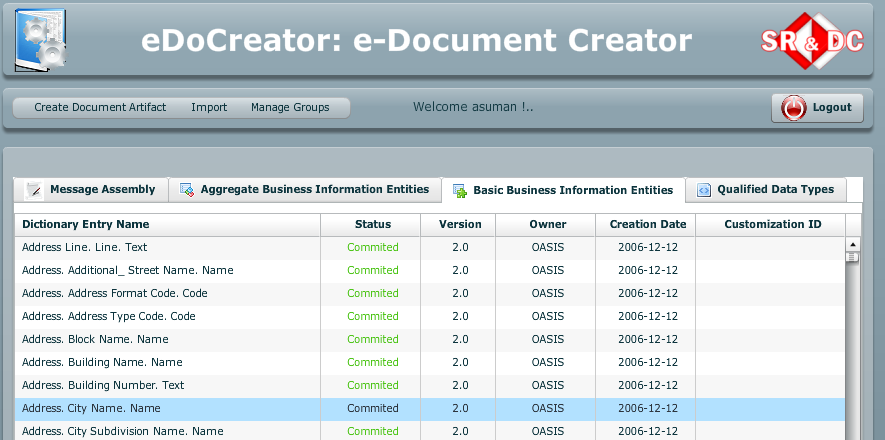 eDoCreator: e-Document Creator
SR & DC
Create Document Artifact Import Manage Groups Welcome asuman !.. Logout
Message Assembly Aggregate Business Information Entities Basic Business Information Entities Qualified Data Types
Dictionary Entry Name Status Version Owner Creation Date Customization ID
Address Line. Line. Text Commited 2.0 OASIS 2006-12-12
Address. Additional_ Street Name. Name Commited 2.0 OASIS 2006-12-12
Address. Address Format Code. Code Commited 2.0 OASIS 2006-12-12
Address. Address Type Code. Code Commited 2.0 OASIS 2006-12-12
Address. Block Name. Name Commited 2.0 OASIS 2006-12-12
Address. Building Name. Name Commited 2.0 OASIS 2006-12-12
Address. Building Number. Text Commited 2.0 OASIS 2006-12-12
Address. City Name. Name Commited 2.0 OASIS 2006-12-12
Address. City Subdivision Name. Name Commited 2.0 OASIS 2006-12-12